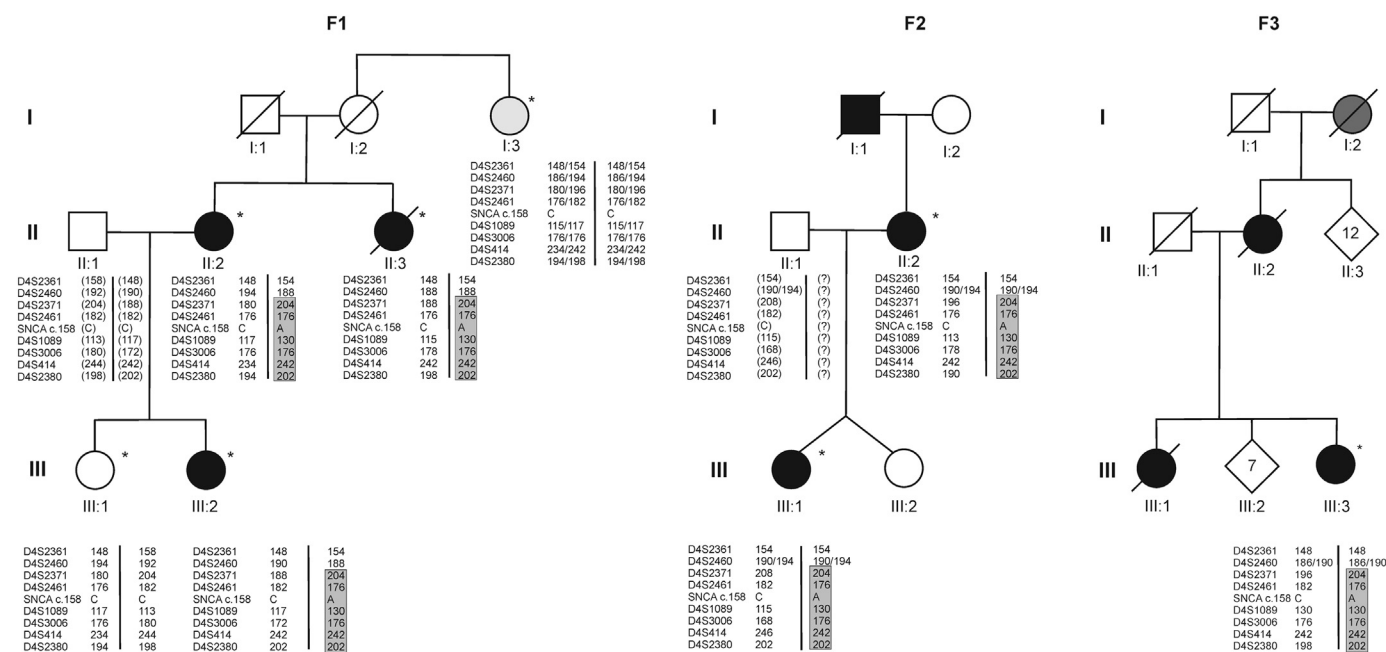 F1
F2
F3
I
I:1
I:2
*
I:3
D4S2361 148/154 148/154
D4S2460 186/194 186/194
D4S2371 180/196 180/196
D4S2461 176/182 176/182
SNCA c.158 C C
D4S1089 115/117 115/117
D4S3006 176/176 176/176
D4S414 234/242 234/242
D4S2380 194/198 194/198
I:1
I:2
I
I:1
I:2
II
II:1
*
II:2
*
II:3
D4S2361 (158) (148) D4S2361 148 154 D4S2361 148 154
D4S2460 (192) (190) D4S2460 194 188 D4S2460 188 188
D4S2371 (204) (188) D4S2371 180 204 D4S2371 188 204
D4S2461 (182) (182) D4S2461 176 176 D4S2461 176 176
SNCA c.158 (C) (C) SNCA c.158 C A SNCA c.158 C A
D4S1089 (113) (117) D4S1089 117 130 D4S1089 115 130
D4S3006 (180) (172) D4S3006 176 176 D4S3006 178 176
D4S414 (244) (242) D4S414 234 242 D4S414 242 242
D4S2380 (198) (202) D4S2380 194 202 D4S2380 198 202
II
II:1
*
II:2
D4S2361 (154) (?) D4S2361 154 154
D4S2460 (190/194) (?) D4S2460 190/194 190/194
D4S2371 (208) (?) D4S2371 196 204
D4S2461 (182) (?) D4S2461 176 176
SNCA c.158 (C) (?) SNCA c.158 C A
D4S1089 (115) (?) D4S1089 113 130
D4S3006 (168) (?) D4S3006 178 176
D4S414 (246) (?) D4S414 242 242
D4S2380 (202) (?) D4S2380 190 202
II
II:1
II:2
12
II:3
III
*
III:1
*
III:2
D4S2361 148 158 D4S2361 148 154
D4S2460 194 192 D4S2460 190 188
D4S2371 180 204 D4S2371 188 204
D4S2461 176 182 D4S2461 182 176
SNCA c.158 C C SNCA c.158 C A
D4S1089 117 113 D4S1089 117 130
D4S3006 176 180 D4S3006 172 176
D4S414 234 244 D4S414 242 242
D4S2380 194 198 D4S2380 202 202
III
*
III:1
III:2
D4S2361 154 154
D4S2460 190/194 190/194
D4S2371 208 204
D4S2461 182 176
SNCA c.158 C A
D4S1089 115 130
D4S3006 168 176
D4S414 246 242
D4S2380 202 202
III
III:1
7
III:2
*
III:3
D4S2361 148 148
D4S2460 186/190 186/190
D4S2371 196 204
D4S2461 182 176
SNCA c.158 C A
D4S1089 130 130
D4S3006 176 176
D4S414 242 242
D4S2380 198 202